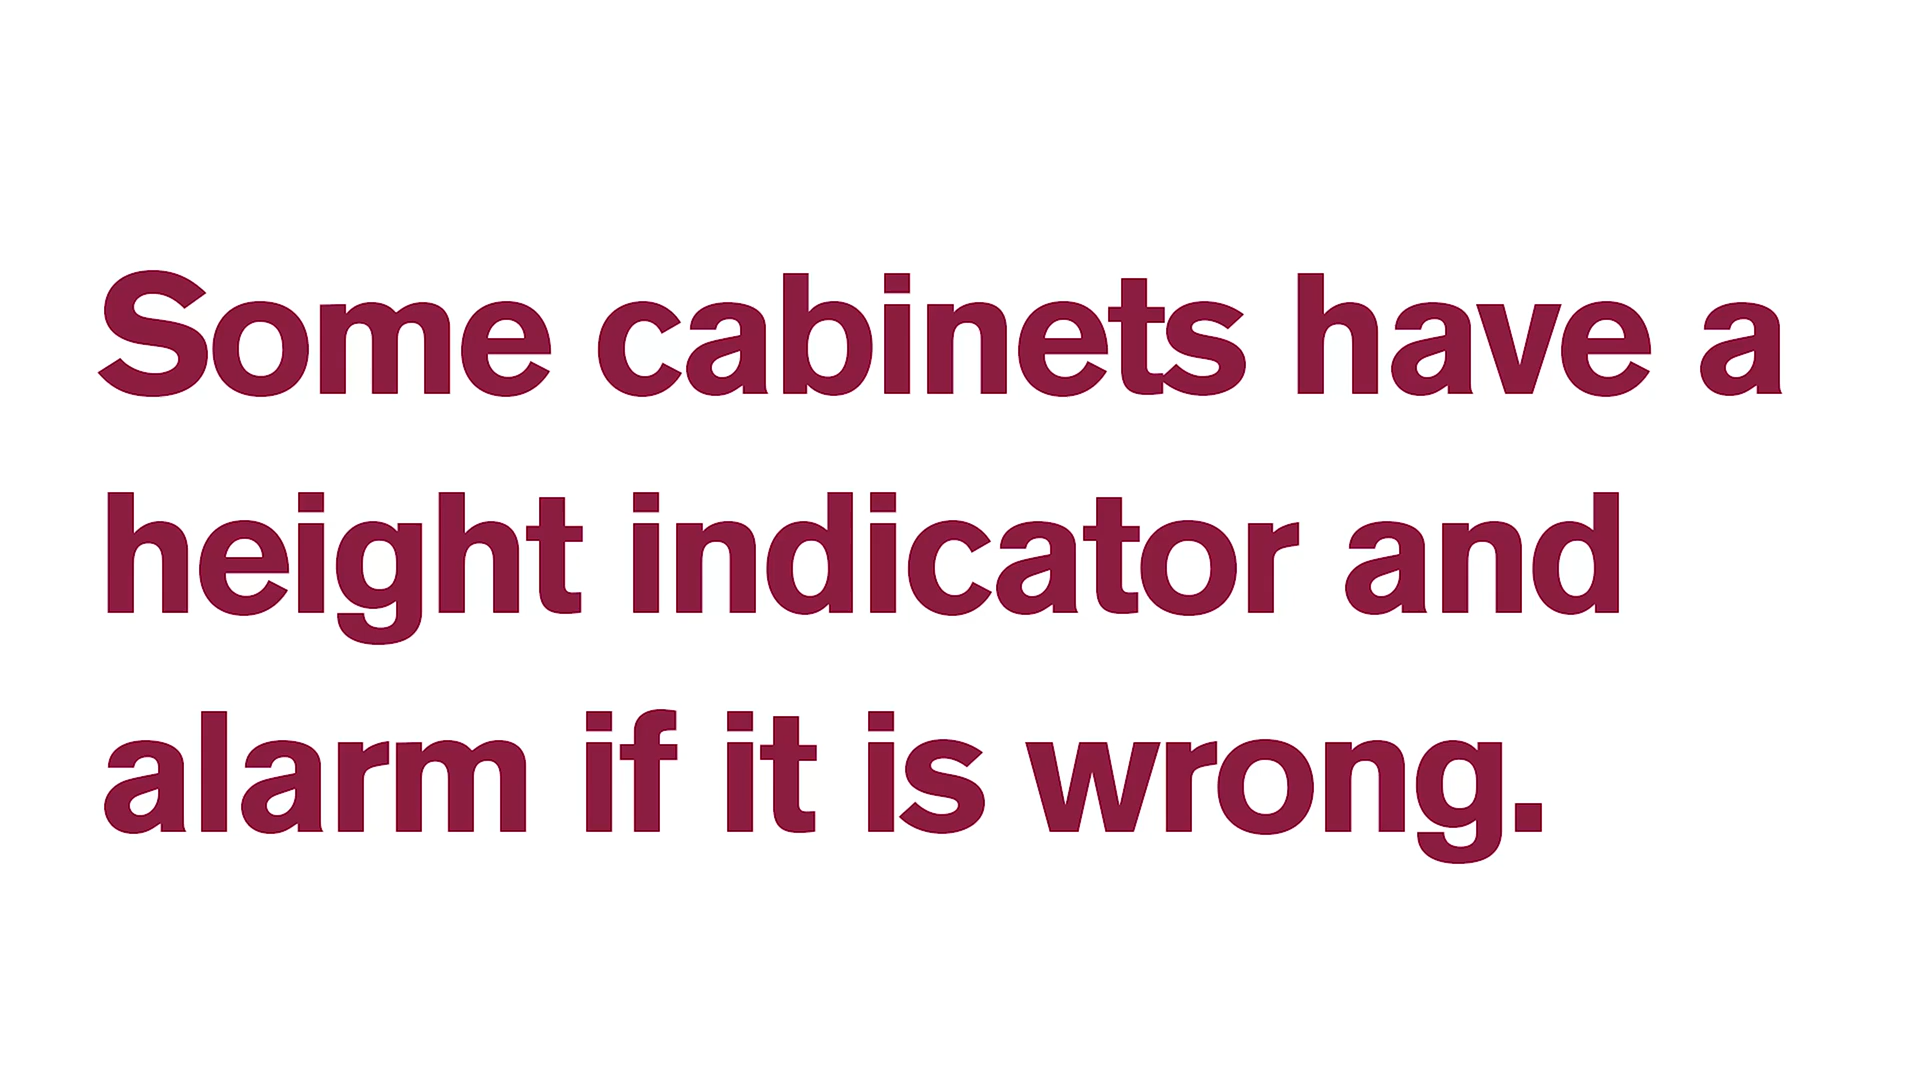 Some cabinets have a
height indicator and
alarm if it is wrong.